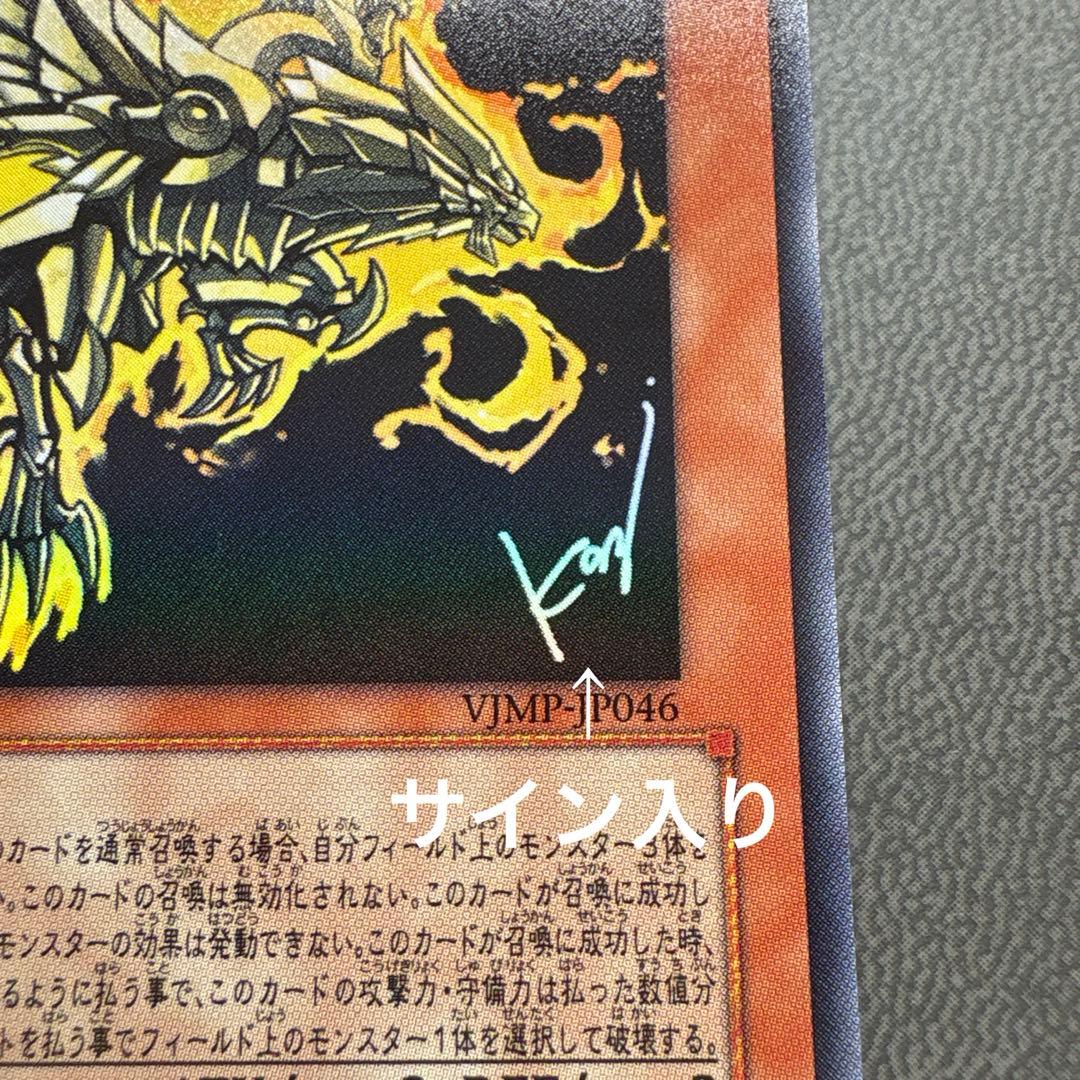 Konj
VJMP-JP046
↑
サイン入り
のカードを通常召喚する場合、自分フィールド上のモンスター3体を
い。このカードの召喚は無効化されない。このカードが召喚に成功し
モンスターの効果は発動できない。このカードが召喚に成功した時、
るように払う事で、このカードの攻撃力・守備力は払った数値分
トを払う事でフィールド上のモンスター1体を選択して破壊する。